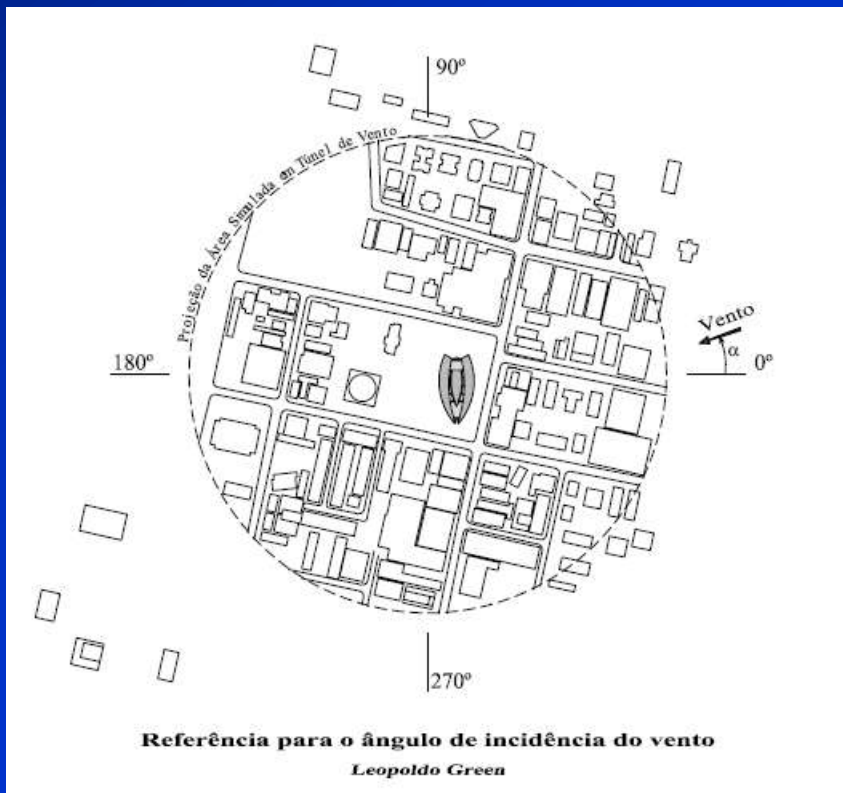 90º
Projeção da Área Simulada em Túnel de Vento
Vento
α
180º
0º
270º
Referência para o ângulo de incidência do vento
Leopoldo Green